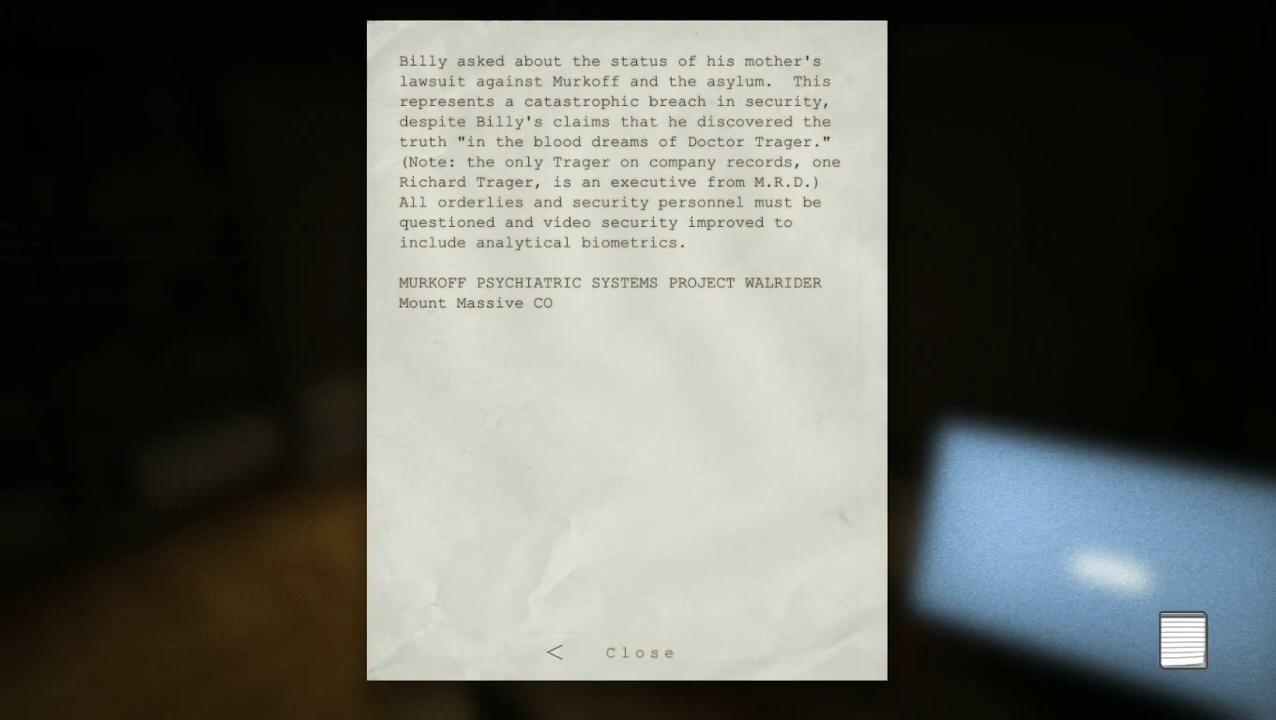 Billy asked about the status of his mother's
lawsuit against Murkoff and the asylum.  This
represents a catastrophic breach in security,
despite Billy's claims that he discovered the
truth "in the blood dreams of Doctor Trager."
(Note: the only Trager on company records, one
Richard Trager, is an executive from M.R.D.)
All orderlies and security personnel must be
questioned and video security improved to
include analytical biometrics.

MURKOFF PSYCHIATRIC SYSTEMS PROJECT WALRIDER
Mount Massive CO

< Close